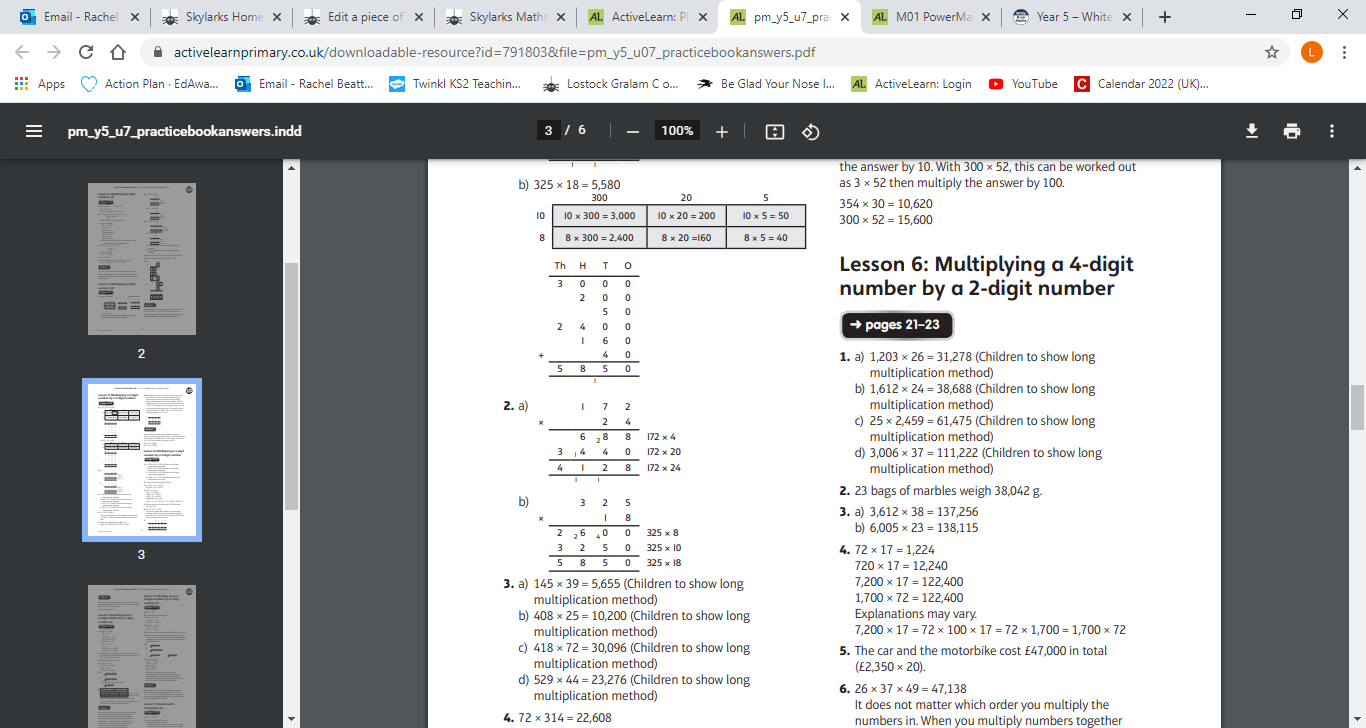 Email - Rachel
Skylarks Home
Edit a piece of
Skylarks Maths
ActiveLearn: P
pm_y5_u7_pra
M01 PowerMa
Year 5 – White
activelearnprimary.co.uk/downloadable-resource?id=791803&file=pm_y5_u07_practicebookanswers.pdf
L
Apps
Action Plan · EdAwa...
Email - Rachel Beatt...
Twinkl KS2 Teachin...
Lostock Gralam C o...
Be Glad Your Nose I...
ActiveLearn: Login
YouTube
Calendar 2022 (UK)...
pm_y5_u7_practicebookanswers.indd
3 / 6
100%
2
3
b) 325 × 18 = 5,580
300 20 5
10 10 × 300 = 3,000 10 × 20 = 200 10 × 5 = 50
8 8 × 300 = 2,400 8 × 20 =160 8 × 5 = 40
Th H T O
3 0 0 0
2 0 0
5 0
2 4 0 0
1 6 0
+ 4 0
5 8 5 0
1
2. a) 1 7 2
× 2 4
6 2 8 8 172 × 4
3 1 4 4 0 172 × 20
4 1 2 8 172 × 24
1 1
b) 3 2 5
× 1 8
2 2 6 4 0 0 325 × 8
3 2 5 0 325 × 10
5 8 5 0 325 × 18
3. a) 145 × 39 = 5,655 (Children to show long
multiplication method)
b) 408 × 25 = 10,200 (Children to show long
multiplication method)
c) 418 × 72 = 30,096 (Children to show long
multiplication method)
d) 529 × 44 = 23,276 (Children to show long
multiplication method)
4. 72 × 314 = 22,608
the answer by 10. With 300 × 52, this can be worked out
as 3 × 52 then multiply the answer by 100.
354 × 30 = 10,620
300 × 52 = 15,600
Lesson 6: Multiplying a 4-digit
number by a 2-digit number
→ pages 21–23
1. a) 1,203 × 26 = 31,278 (Children to show long
multiplication method)
b) 1,612 × 24 = 38,688 (Children to show long
multiplication method)
c) 25 × 2,459 = 61,475 (Children to show long
multiplication method)
d) 3,006 × 37 = 111,222 (Children to show long
multiplication method)
2. 23 bags of marbles weigh 38,042 g.
3. a) 3,612 × 38 = 137,256
b) 6,005 × 23 = 138,115
4. 72 × 17 = 1,224
720 × 17 = 12,240
7,200 × 17 = 122,400
1,700 × 72 = 122,400
Explanations may vary.
7,200 × 17 = 72 × 100 × 17 = 72 × 1,700 = 1,700 × 72
5. The car and the motorbike cost £47,000 in total
(£2,350 × 20).
6. 26 × 37 × 49 = 47,138
It does not matter which order you multiply the
numbers in. When you multiply numbers together